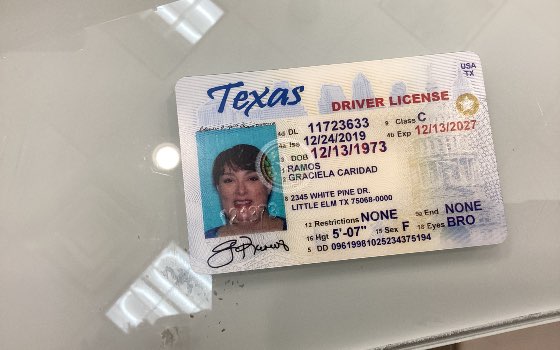 Texas
USA
TX
DRIVER LICENSE
4d DL 11723633 9 Class C
4a Iss 12/24/2019 4b Exp 12/13/2027
3 DOB 12/13/1973
1 RAMOS
2 GRACIELA CARIDAD
8 2345 WHITE PINE DR.
LITTLE ELM TX 75068-0000
12 Restrictions NONE 9a End NONE
16 Hgt 5'-07" 15 Sex F 18 Eyes BRO
5 DD 09619981025234375194